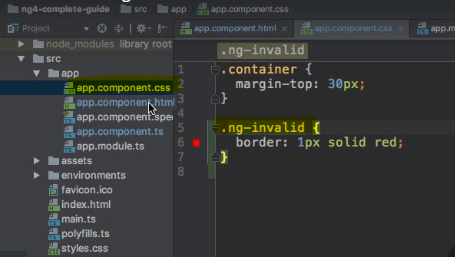 ng4-complete-guide src app app.component.css
Project app.component.html app.component.css app.mo
node_modules library root
.ng-invalid
src
app
app.component.css
app.component.html
app.component.spec
app.component.ts
app.module.ts
assets
environments
favicon.ico
index.html
main.ts
polyfills.ts
styles.css
1 .container {
2 margin-top: 30px;
3 }
4
5 .ng-invalid {
6 border: 1px solid red;
7 }
8